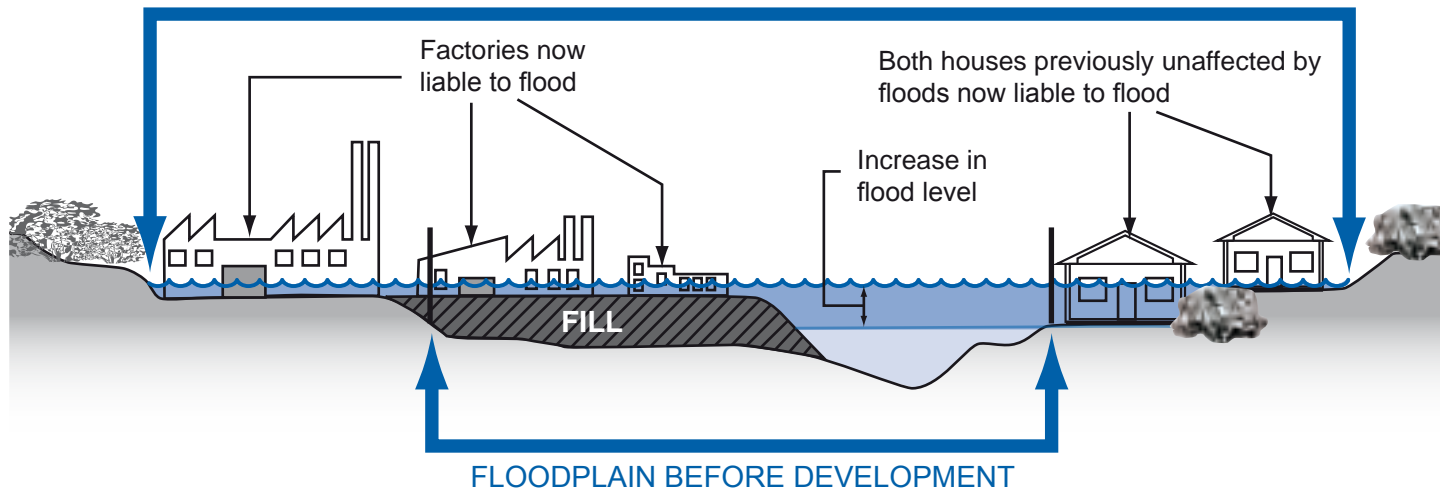 Factories now
liable to flood
Both houses previously unaffected by
floods now liable to flood
Increase in
flood level
FILL
FLOODPLAIN BEFORE DEVELOPMENT